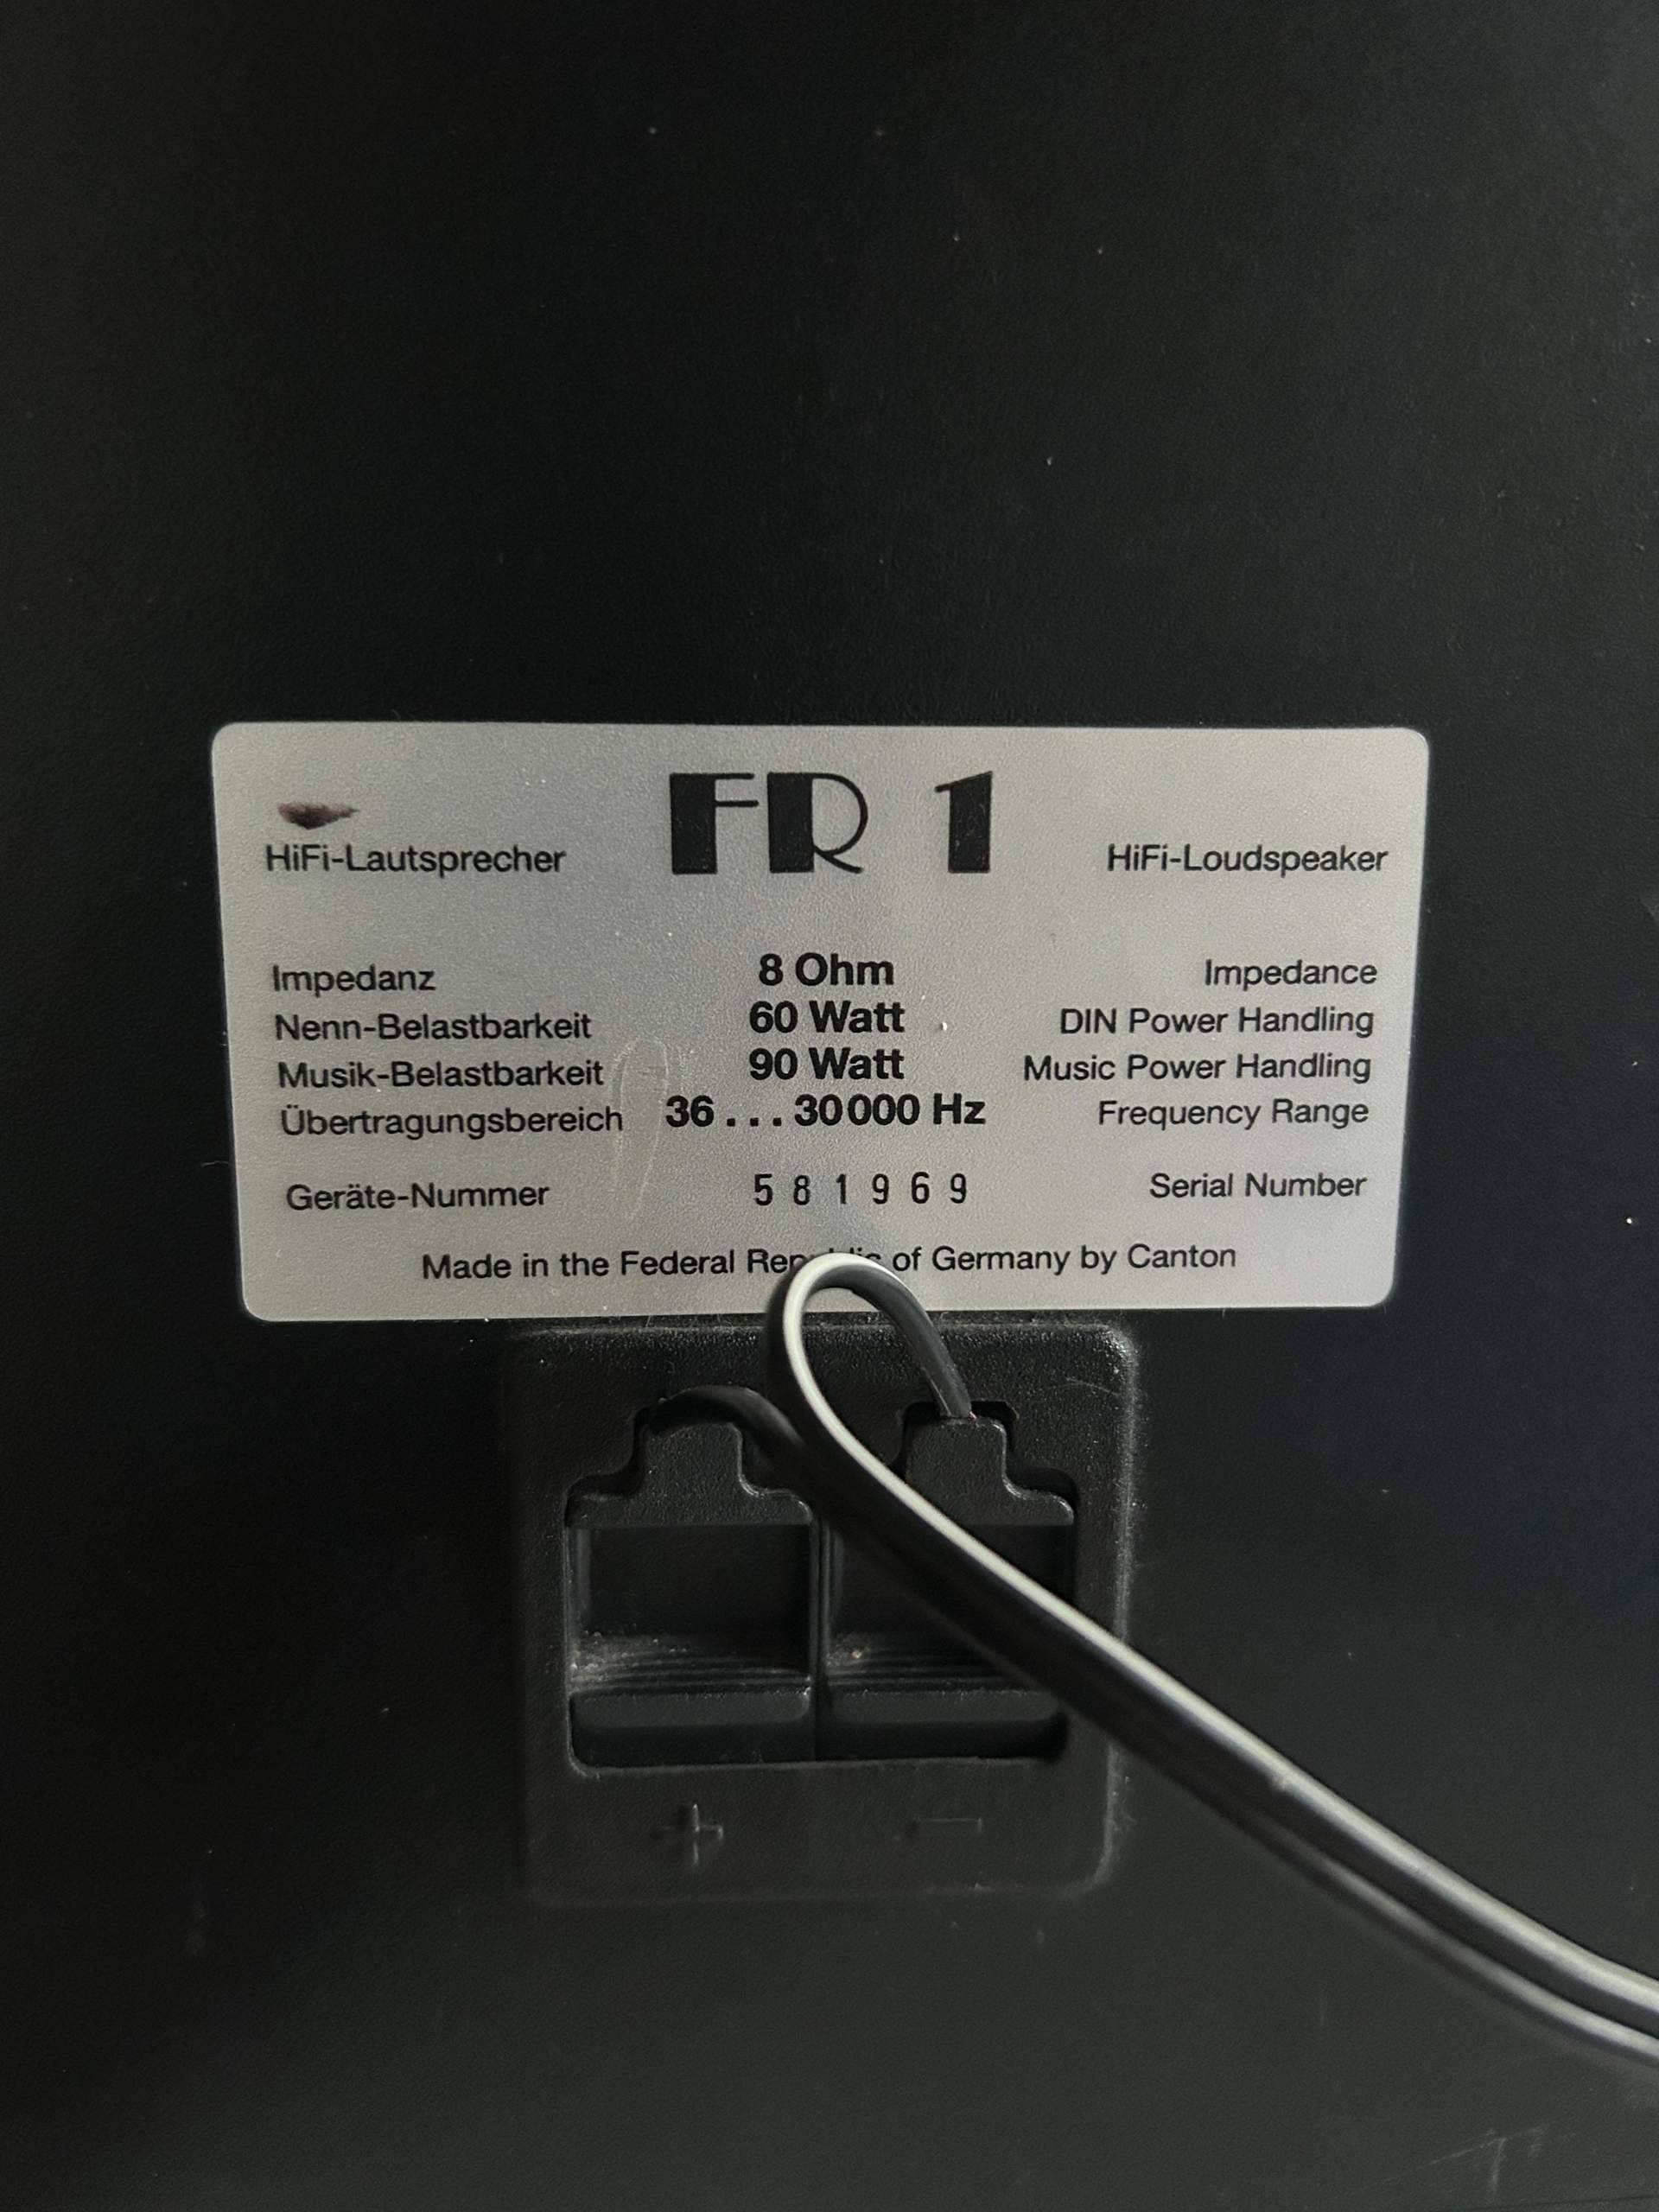 FR 1
HiFi-Lautsprecher HiFi-Loudspeaker
Impedanz 8 Ohm Impedance
Nenn-Belastbarkeit 60 Watt DIN Power Handling
Musik-Belastbarkeit 90 Watt Music Power Handling
Übertragungsbereich 36...30000 Hz Frequency Range
Geräte-Nummer 581969 Serial Number
Made in the Federal Republic of Germany by Canton
+ −